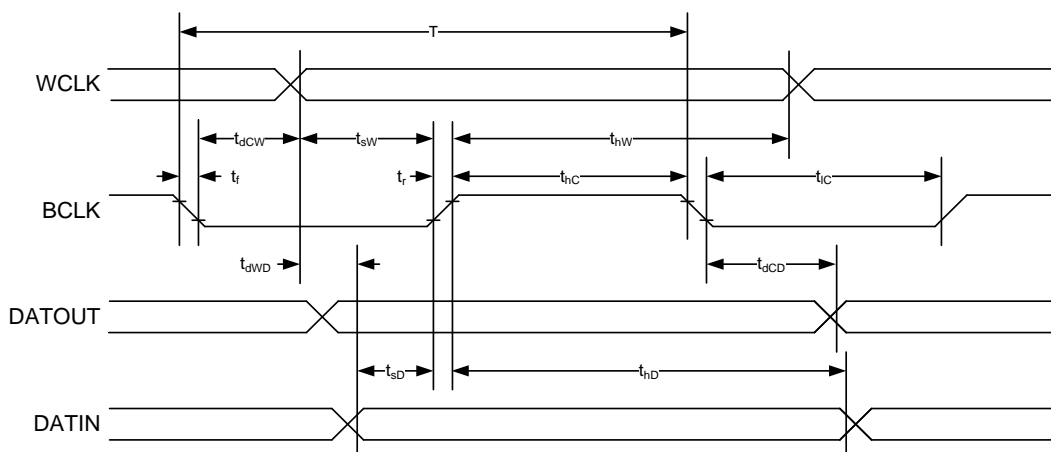 T
WCLK
tdCW
tsW
thW
tf
tr
thC
tlC
BCLK
tdWD
tdCD
DATOUT
tsD
thD
DATIN